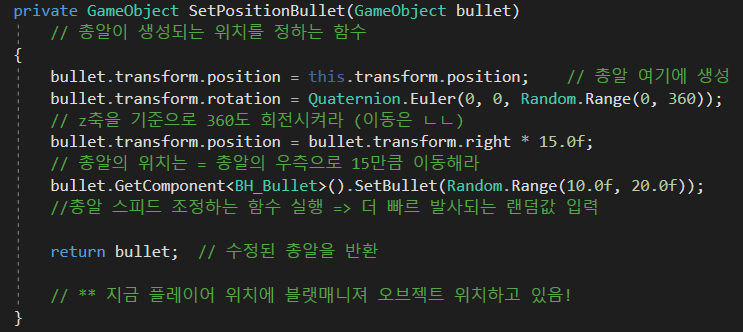 private GameObject SetPositionBullet(GameObject bullet)
// 총알이 생성되는 위치를 정하는 함수
{
bullet.transform.position = this.transform.position; // 총알 여기에 생성
bullet.transform.rotation = Quaternion.Euler(0, 0, Random.Range(0, 360));
// z축을 기준으로 360도 회전시켜라 (이동은 ㄴㄴ)
bullet.transform.position = bullet.transform.right * 15.0f;
// 총알의 위치는 = 총알의 우측으로 15만큼 이동해라
bullet.GetComponent<BH_Bullet>().SetBullet(Random.Range(10.0f, 20.0f));
//총알 스피드 조정하는 함수 실행 => 더 빠르 발사되는 랜덤값 입력
return bullet; // 수정된 총알을 반환
// ** 지금 플레이어 위치에 블랫매니져 오브젝트 위치하고 있음!
}